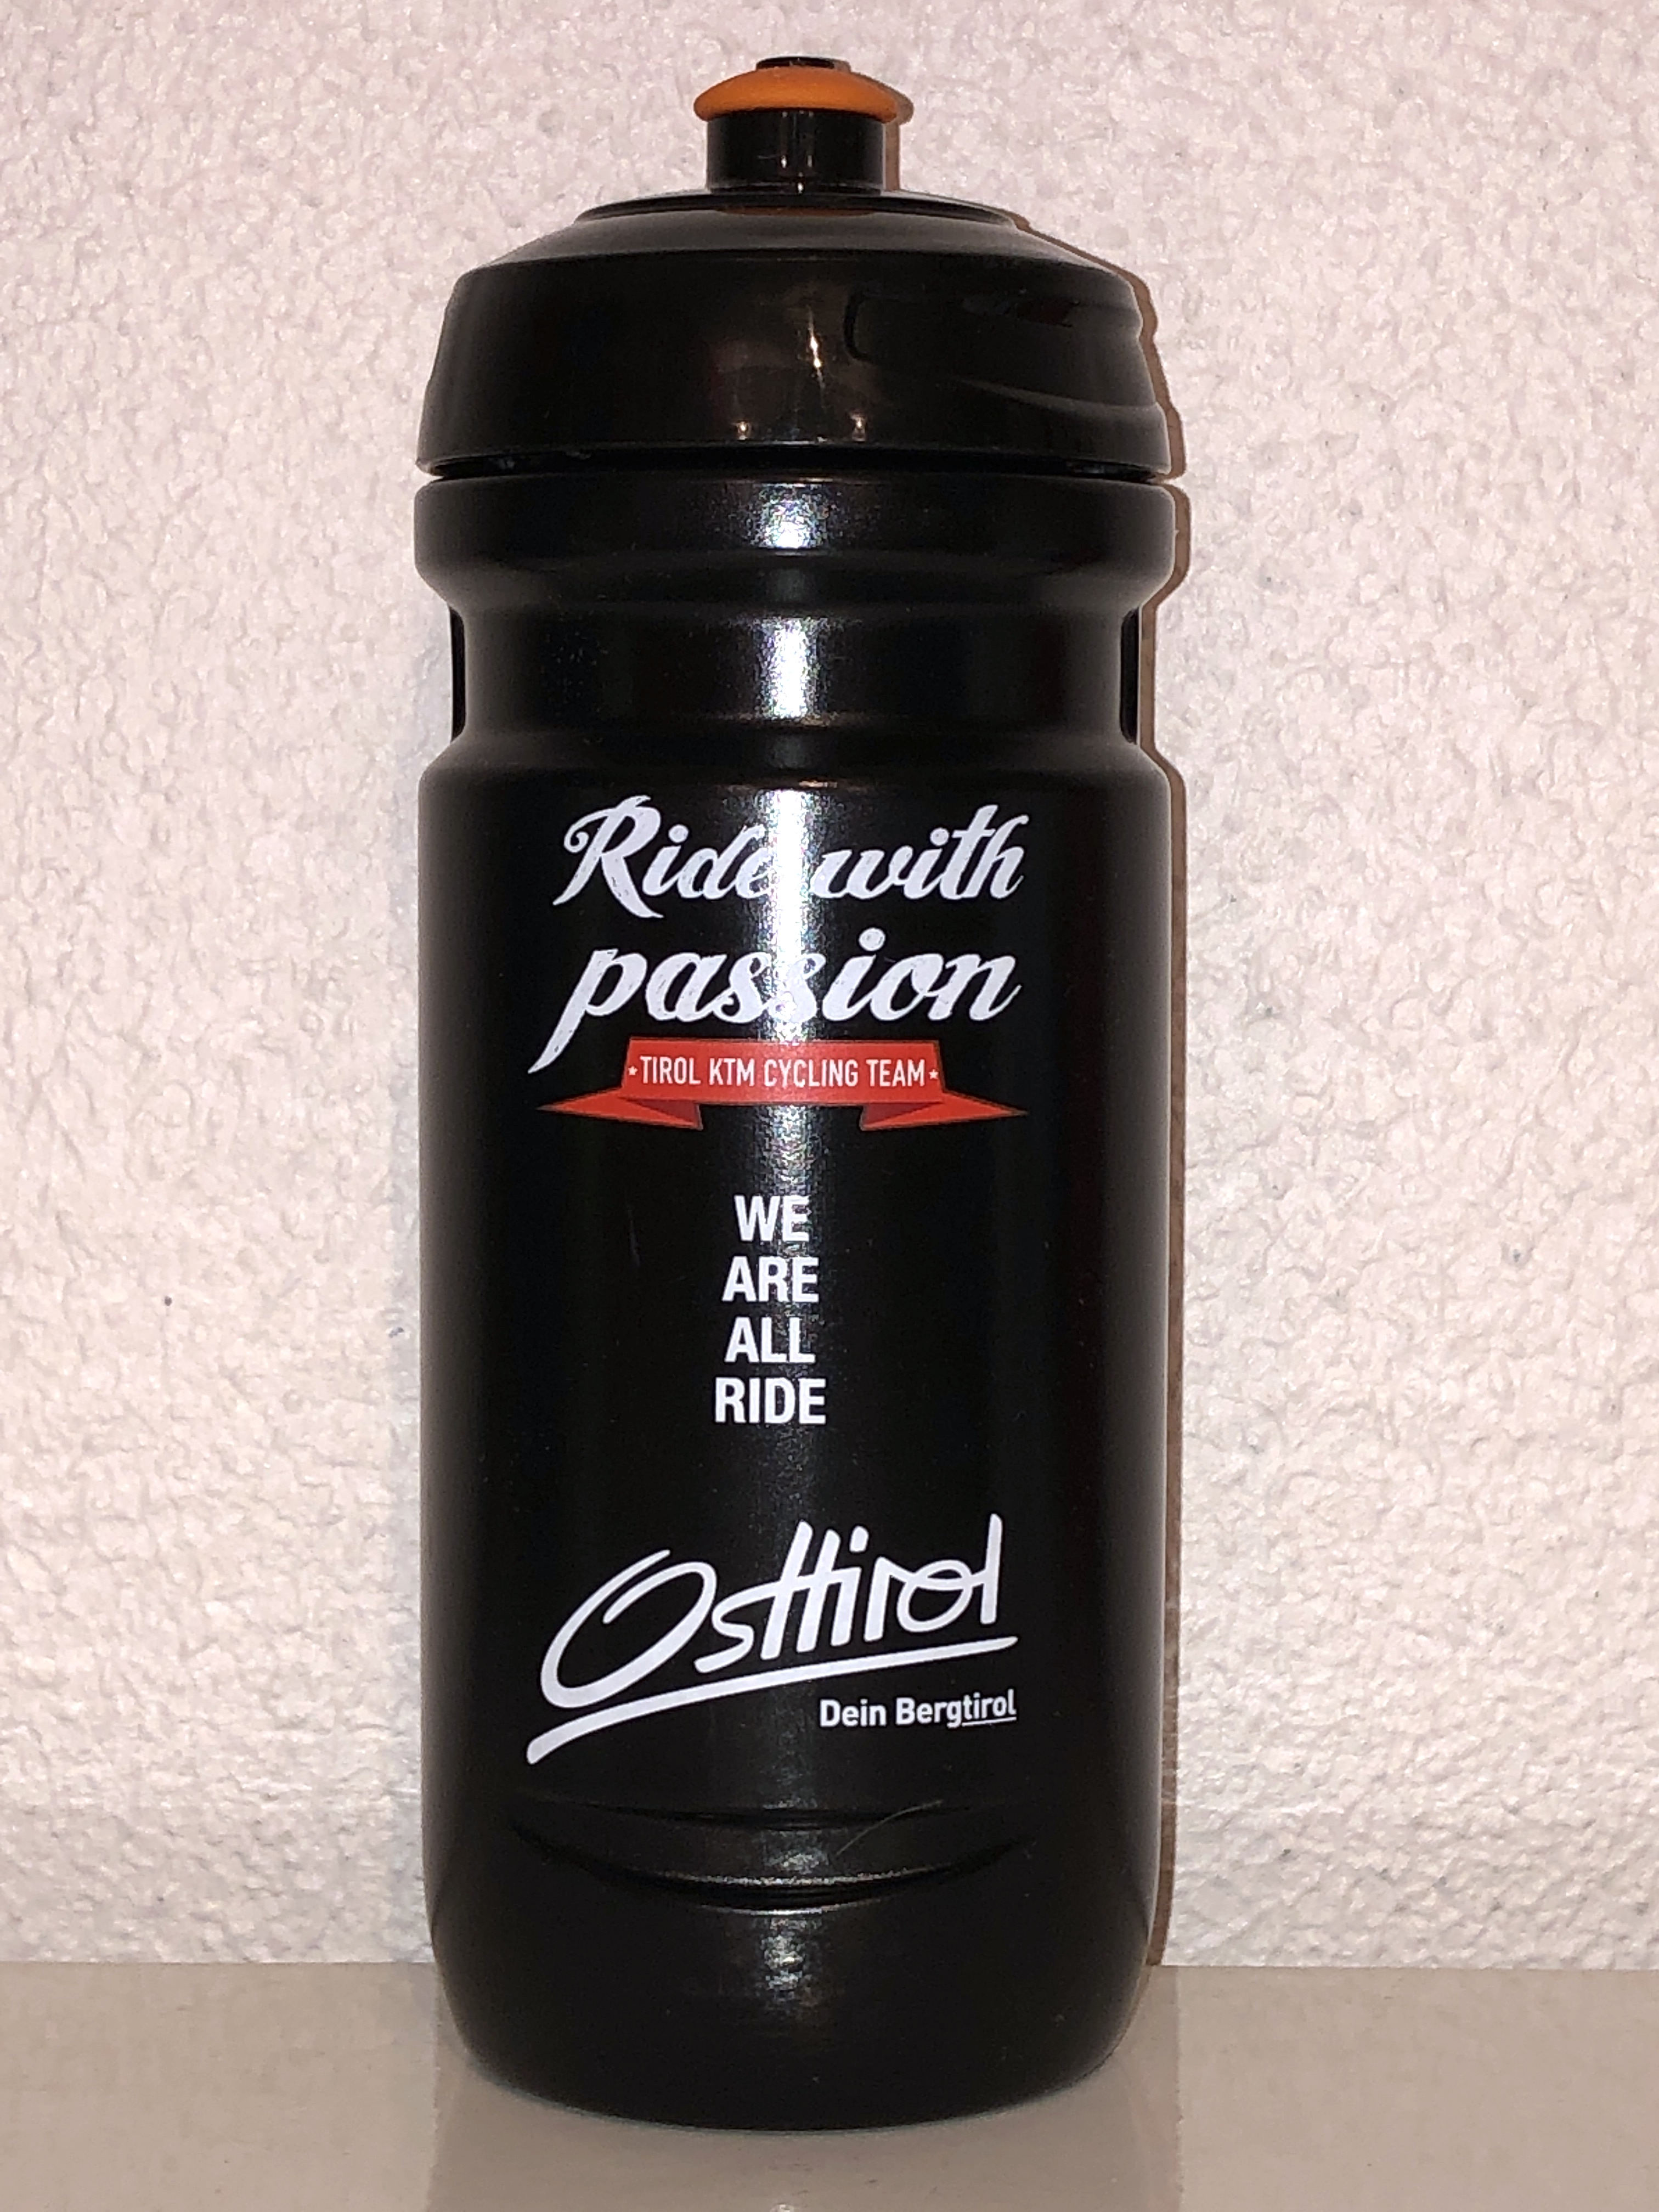 Ride with
passion
*TIROL KTM CYCLING TEAM*
WE
ARE
ALL
RIDE
Osttirol
Dein Bergtirol